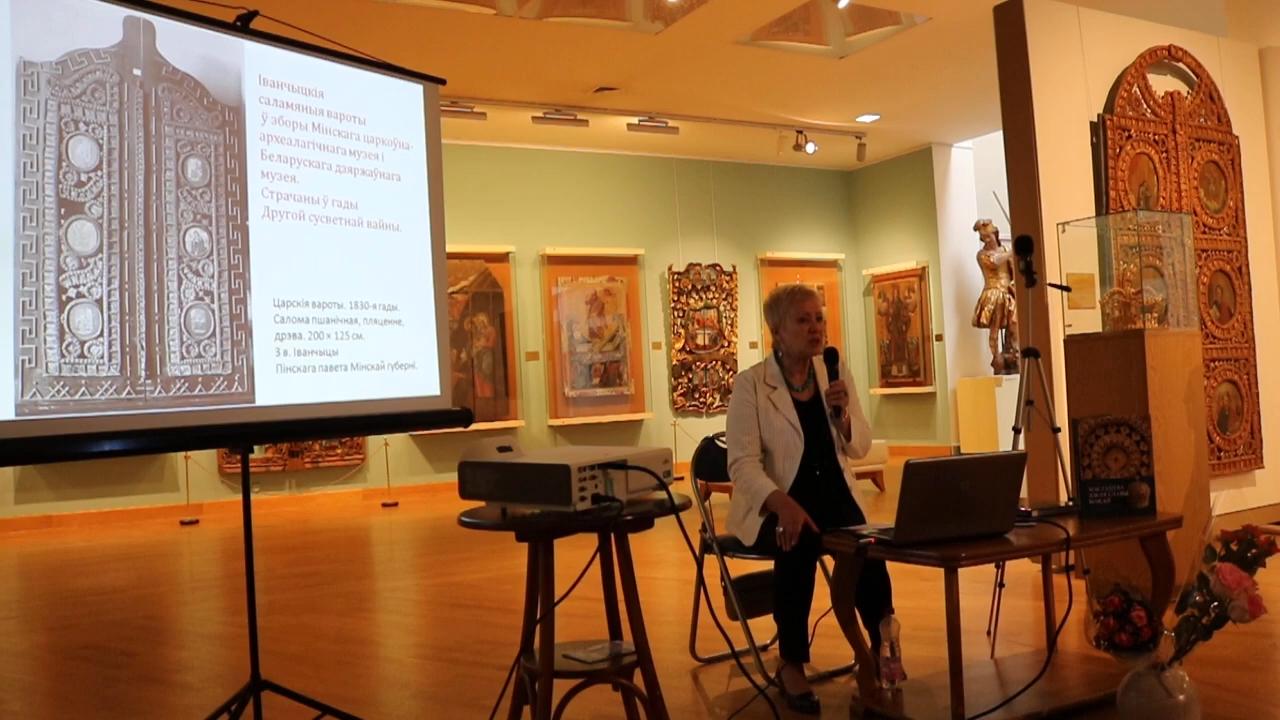 Іванчыцкія
саламяныя вароты
ў зборы Мінскага царкоўна-
археалагічнага музея і
Беларускага дзяржаўнага
музея.
Страчаны ў гады
Другой сусветнай вайны.
Царскія вароты. 1830-я гады.
Салома пшанічная, пляценне,
дрэва. 200 × 125 см.
З в. Іванчыцы
Пінскага павета Мінскай губерні.